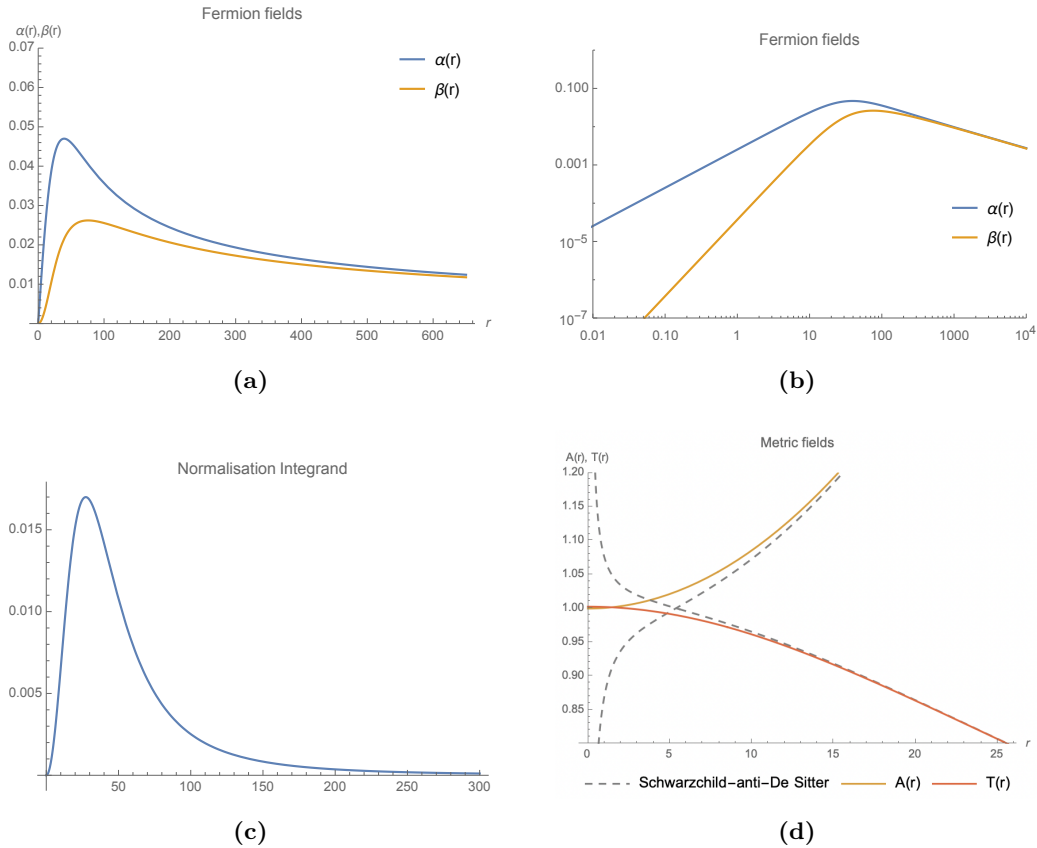 Fermion fields
α(r),β(r)
0.07
0.06
0.05
0.04
0.03
0.02
0.01
0 100 200 300 400 500 600 r
α(r)
β(r)
(a)
Fermion fields
0.100
0.001
10^-5
10^-7
0.01 0.10 1 10 100 1000 10^4
α(r)
β(r)
(b)
Normalisation Integrand
0.015
0.010
0.005
50 100 150 200 250 300
(c)
Metric fields
A(r), T(r)
1.20
1.15
1.10
1.05
1.00
0.95
0.90
0.85
0 5 10 15 20 25 r
Schwarzchild-anti-De Sitter A(r) T(r)
(d)